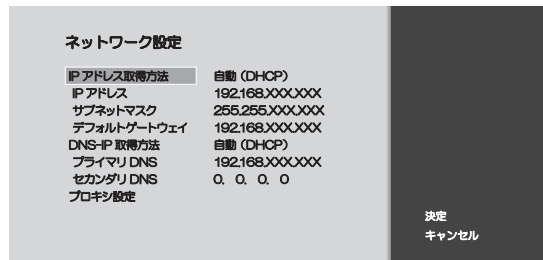 ネットワーク設定
IP アドレス取得方法 自動 (DHCP)
IP アドレス 192.168.XXX.XXX
サブネットマスク 255.255.XXX.XXX
デフォルトゲートウェイ 192.168.XXX.XXX
DNS-IP 取得方法 自動 (DHCP)
プライマリ DNS 192.168.XXX.XXX
セカンダリ DNS 0. 0. 0. 0
プロキシ設定
決定
キャンセル